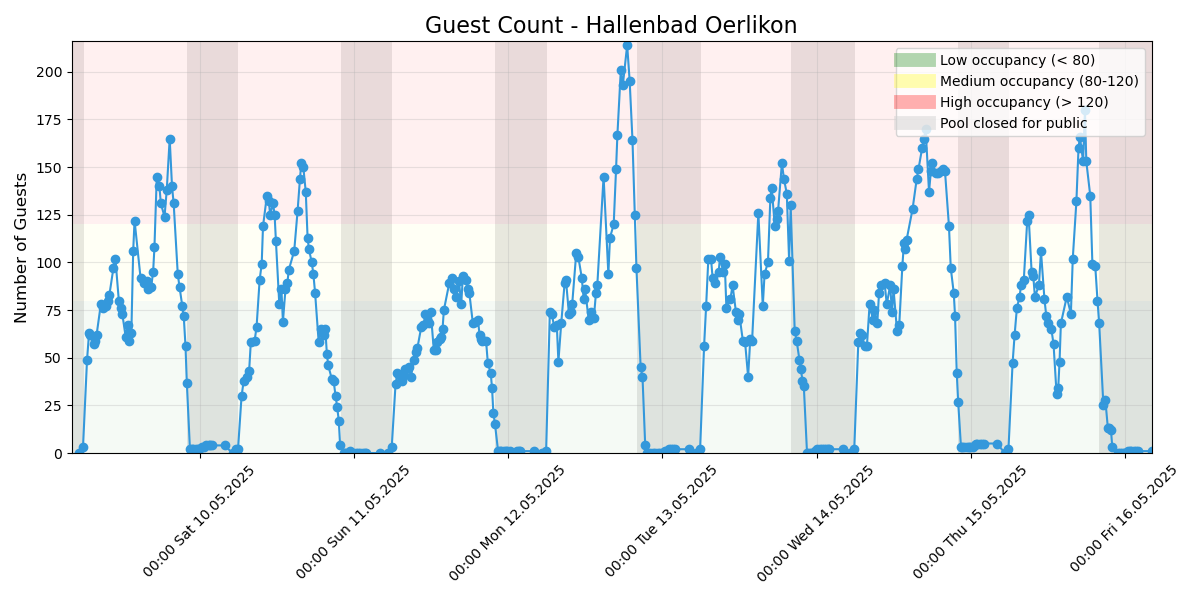 Guest Count - Hallenbad Oerlikon
Low occupancy (< 80)
Medium occupancy (80-120)
High occupancy (> 120)
Pool closed for public
Number of Guests
200
175
150
125
100
75
50
25
0
00:00 Sat 10.05.2025
00:00 Sun 11.05.2025
00:00 Mon 12.05.2025
00:00 Tue 13.05.2025
00:00 Wed 14.05.2025
00:00 Thu 15.05.2025
00:00 Fri 16.05.2025